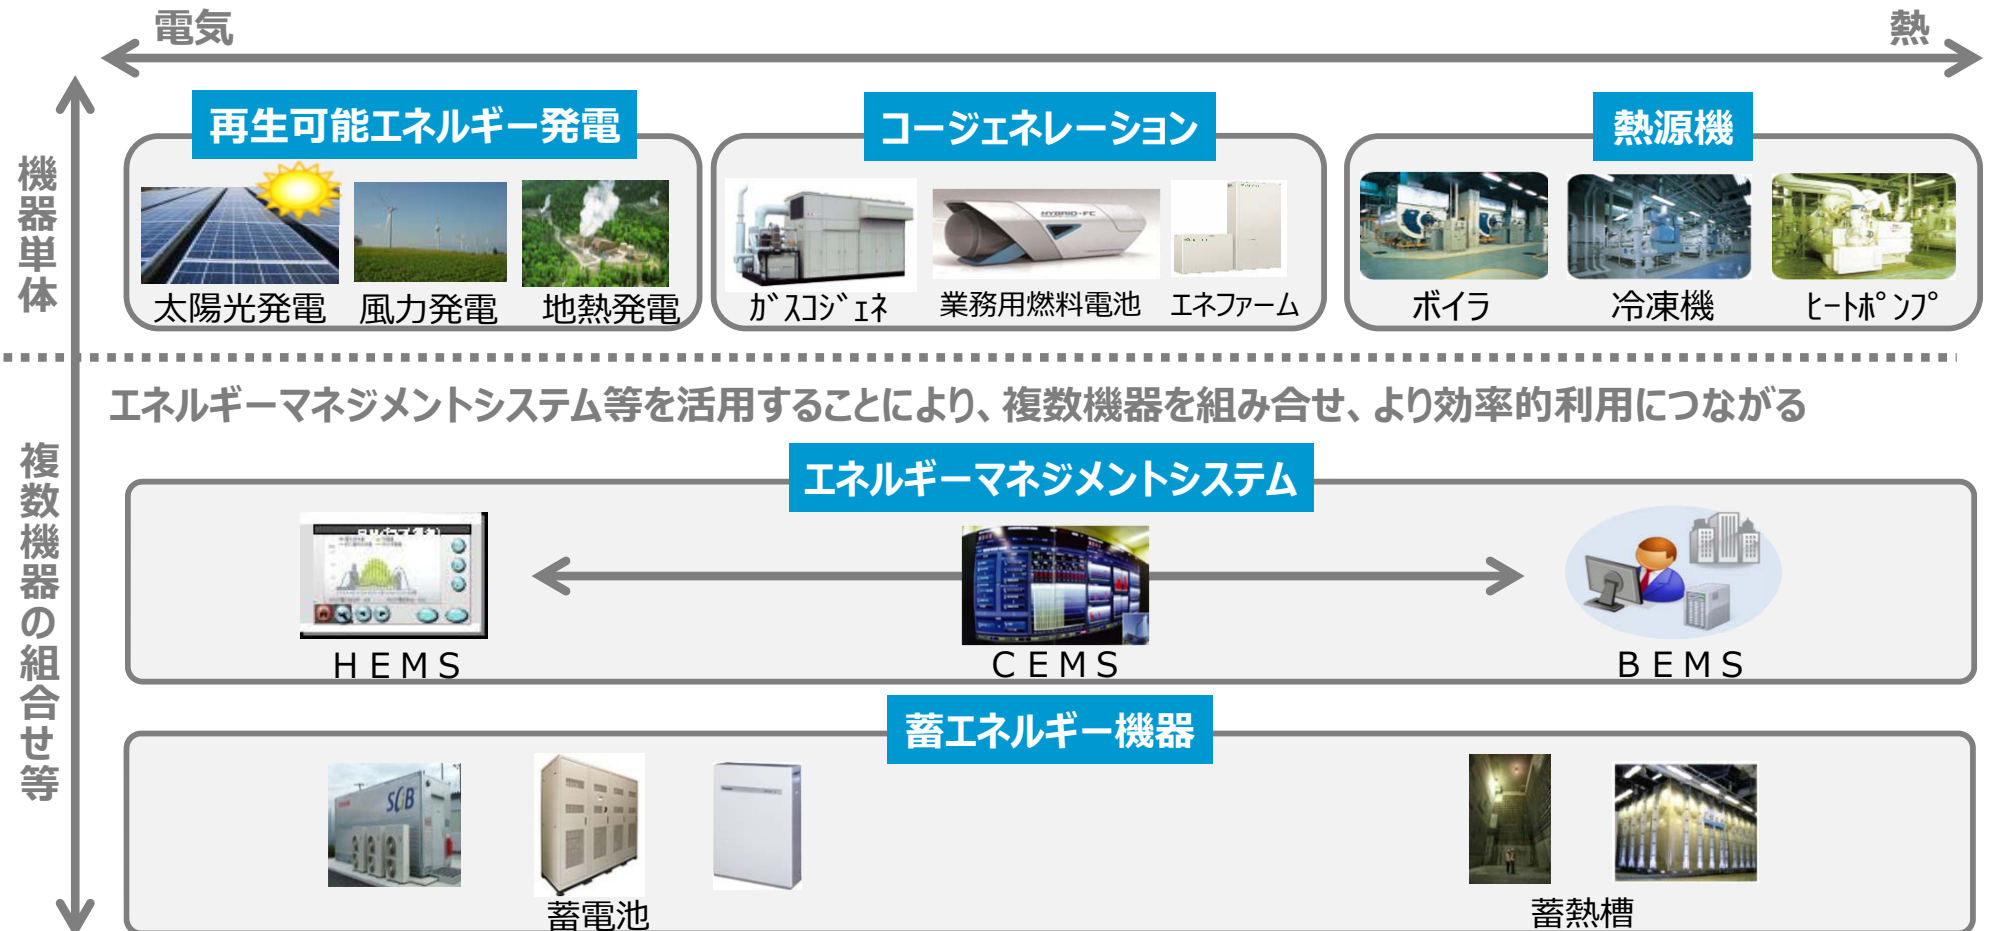 電気
熱
機器単体
再生可能エネルギー発電
コージェネレーション
熱源機
HYBRID-FC
太陽光発電
風力発電
地熱発電
ｶﾞｽｺｼﾞｪﾈ
業務用燃料電池
エネファーム
ボイラ
冷凍機
ﾋｰﾄﾎﾟﾝﾌﾟ
エネルギーマネジメントシステム等を活用することにより、複数機器を組み合せ、より効率的利用につながる
複数機器の組合せ等
エネルギーマネジメントシステム
ＨＥＭＳ
ＣＥＭＳ
ＢＥＭＳ
蓄エネルギー機器
蓄電池
蓄熱槽